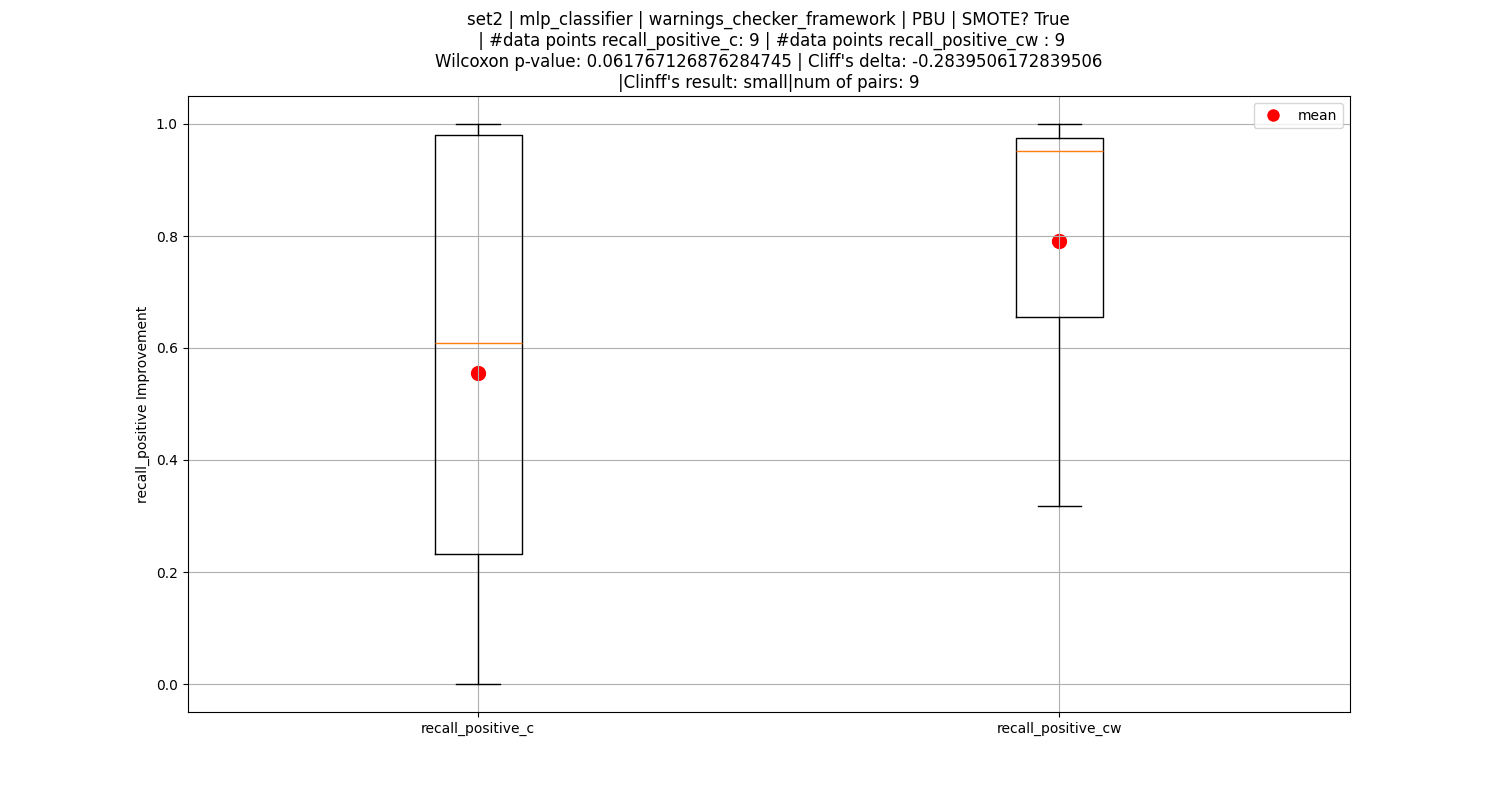 set2 | mlp_classifier | warnings_checker_framework | PBU | SMOTE? True
| #data points recall_positive_c: 9 | #data points recall_positive_cw : 9
Wilcoxon p-value: 0.061767126876284745 | Cliff's delta: -0.2839506172839506
|Clinff's result: small|num of pairs: 9
mean
1.0
0.8
0.6
0.4
0.2
0.0
recall_positive Improvement
recall_positive_c
recall_positive_cw